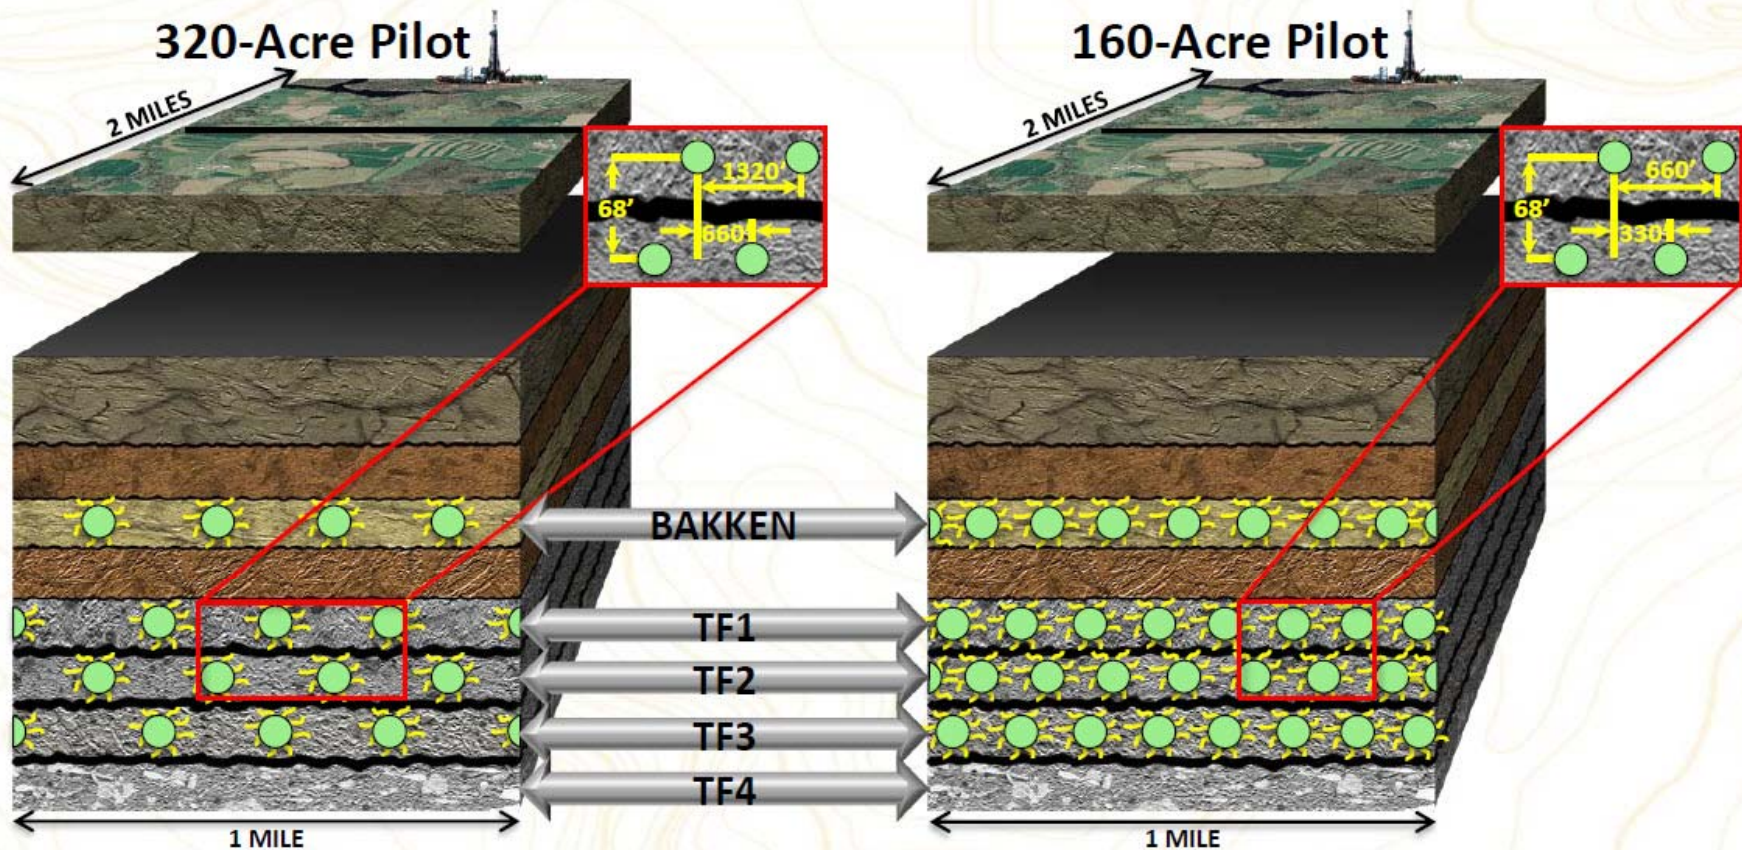 320-Acre Pilot
160-Acre Pilot
2 MILES
2 MILES
1320'
68'
660'
660'
68'
330'
BAKKEN
TF1
TF2
TF3
TF4
1 MILE
1 MILE